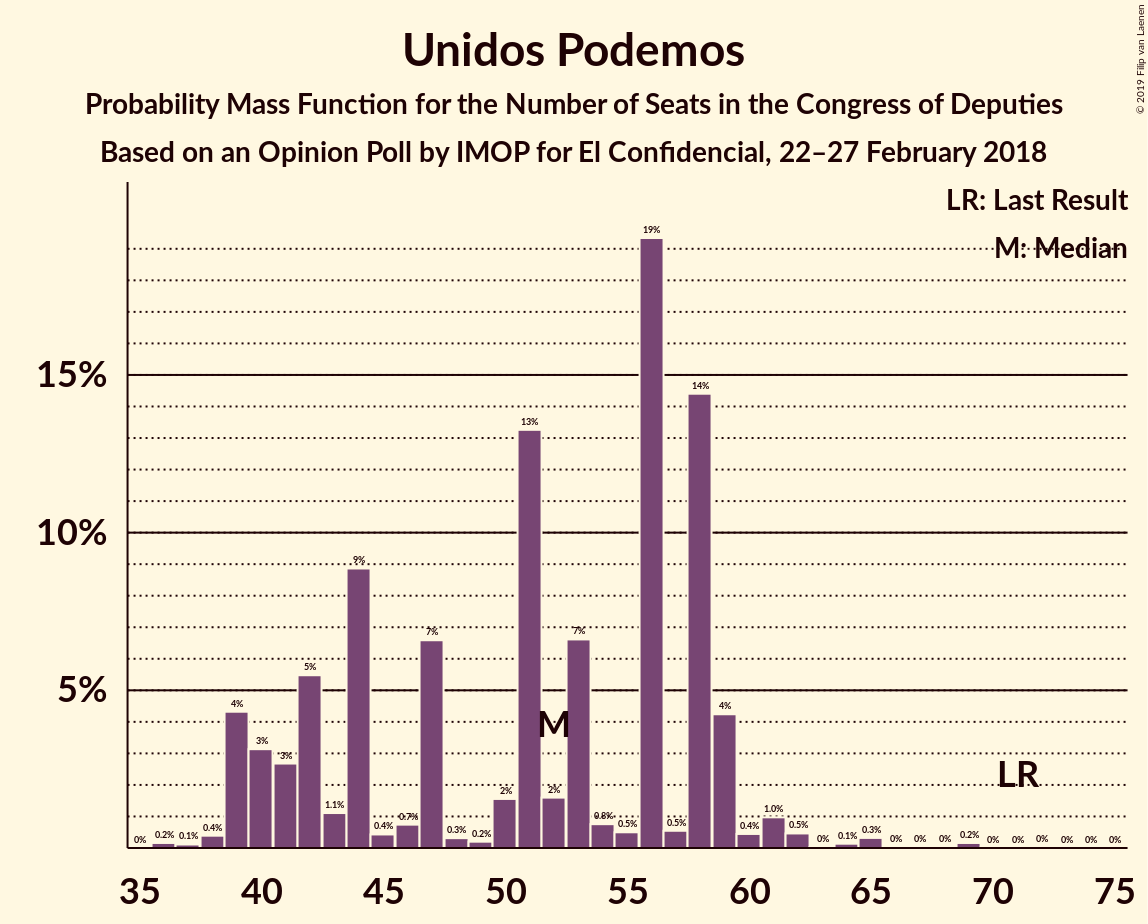 © 2019 Filip van Laenen
Unidos Podemos
Probability Mass Function for the Number of Seats in the Congress of Deputies
Based on an Opinion Poll by IMOP for El Confidencial, 22–27 February 2018
LR: Last Result
M: Median
15%
10%
5%
0% 0.2% 0.1% 0.4% 4% 3% 3% 5% 1.1% 9% 0.4% 0.7% 7% 0.3% 0.2% 2% 13% 2% 7% 0.8% 0.5% 19% 0.5% 14% 4% 0.4% 1.0% 0.5% 0% 0.1% 0.3% 0% 0% 0% 0.2% 0% 0% 0% 0% 0% 0%
M
LR
35 40 45 50 55 60 65 70 75